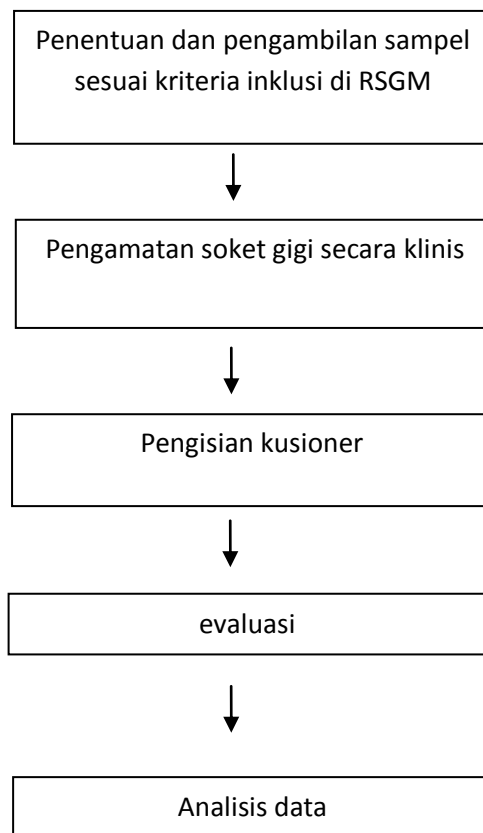 Penentuan dan pengambilan sampel
sesuai kriteria inklusi di RSGM
Pengamatan soket gigi secara klinis
Pengisian kusioner
evaluasi
Analisis data